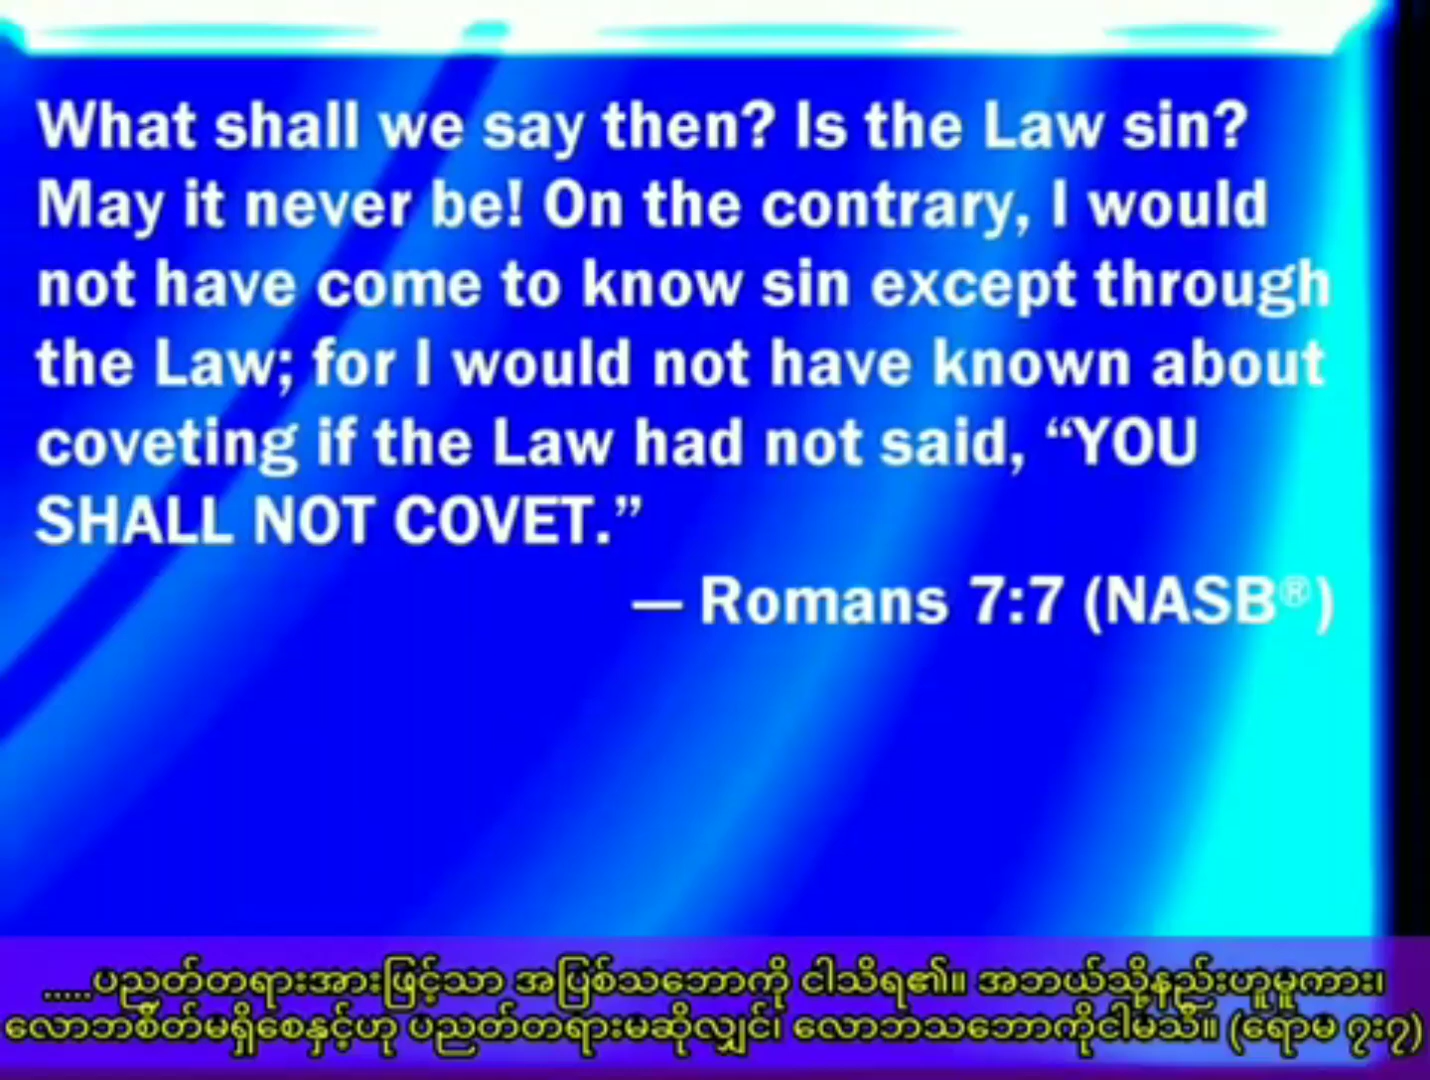 What shall we say then? Is the Law sin?
May it never be! On the contrary, I would
not have come to know sin except through
the Law; for I would not have known about
coveting if the Law had not said, “YOU
SHALL NOT COVET.”
— Romans 7:7 (NASB®)
.....ပညတ်တရားအားဖြင့်သာ အပြစ်သဘောကို ငါသိရ၏။ အဘယ်သို့နည်းဟူမူကား၊
လောဘစိတ်မရှိစေနှင့်ဟု ပညတ်တရားမဆိုလျှင်၊ လောဘသဘောကိုငါမသိ။ (ရောမ ၇း၇)